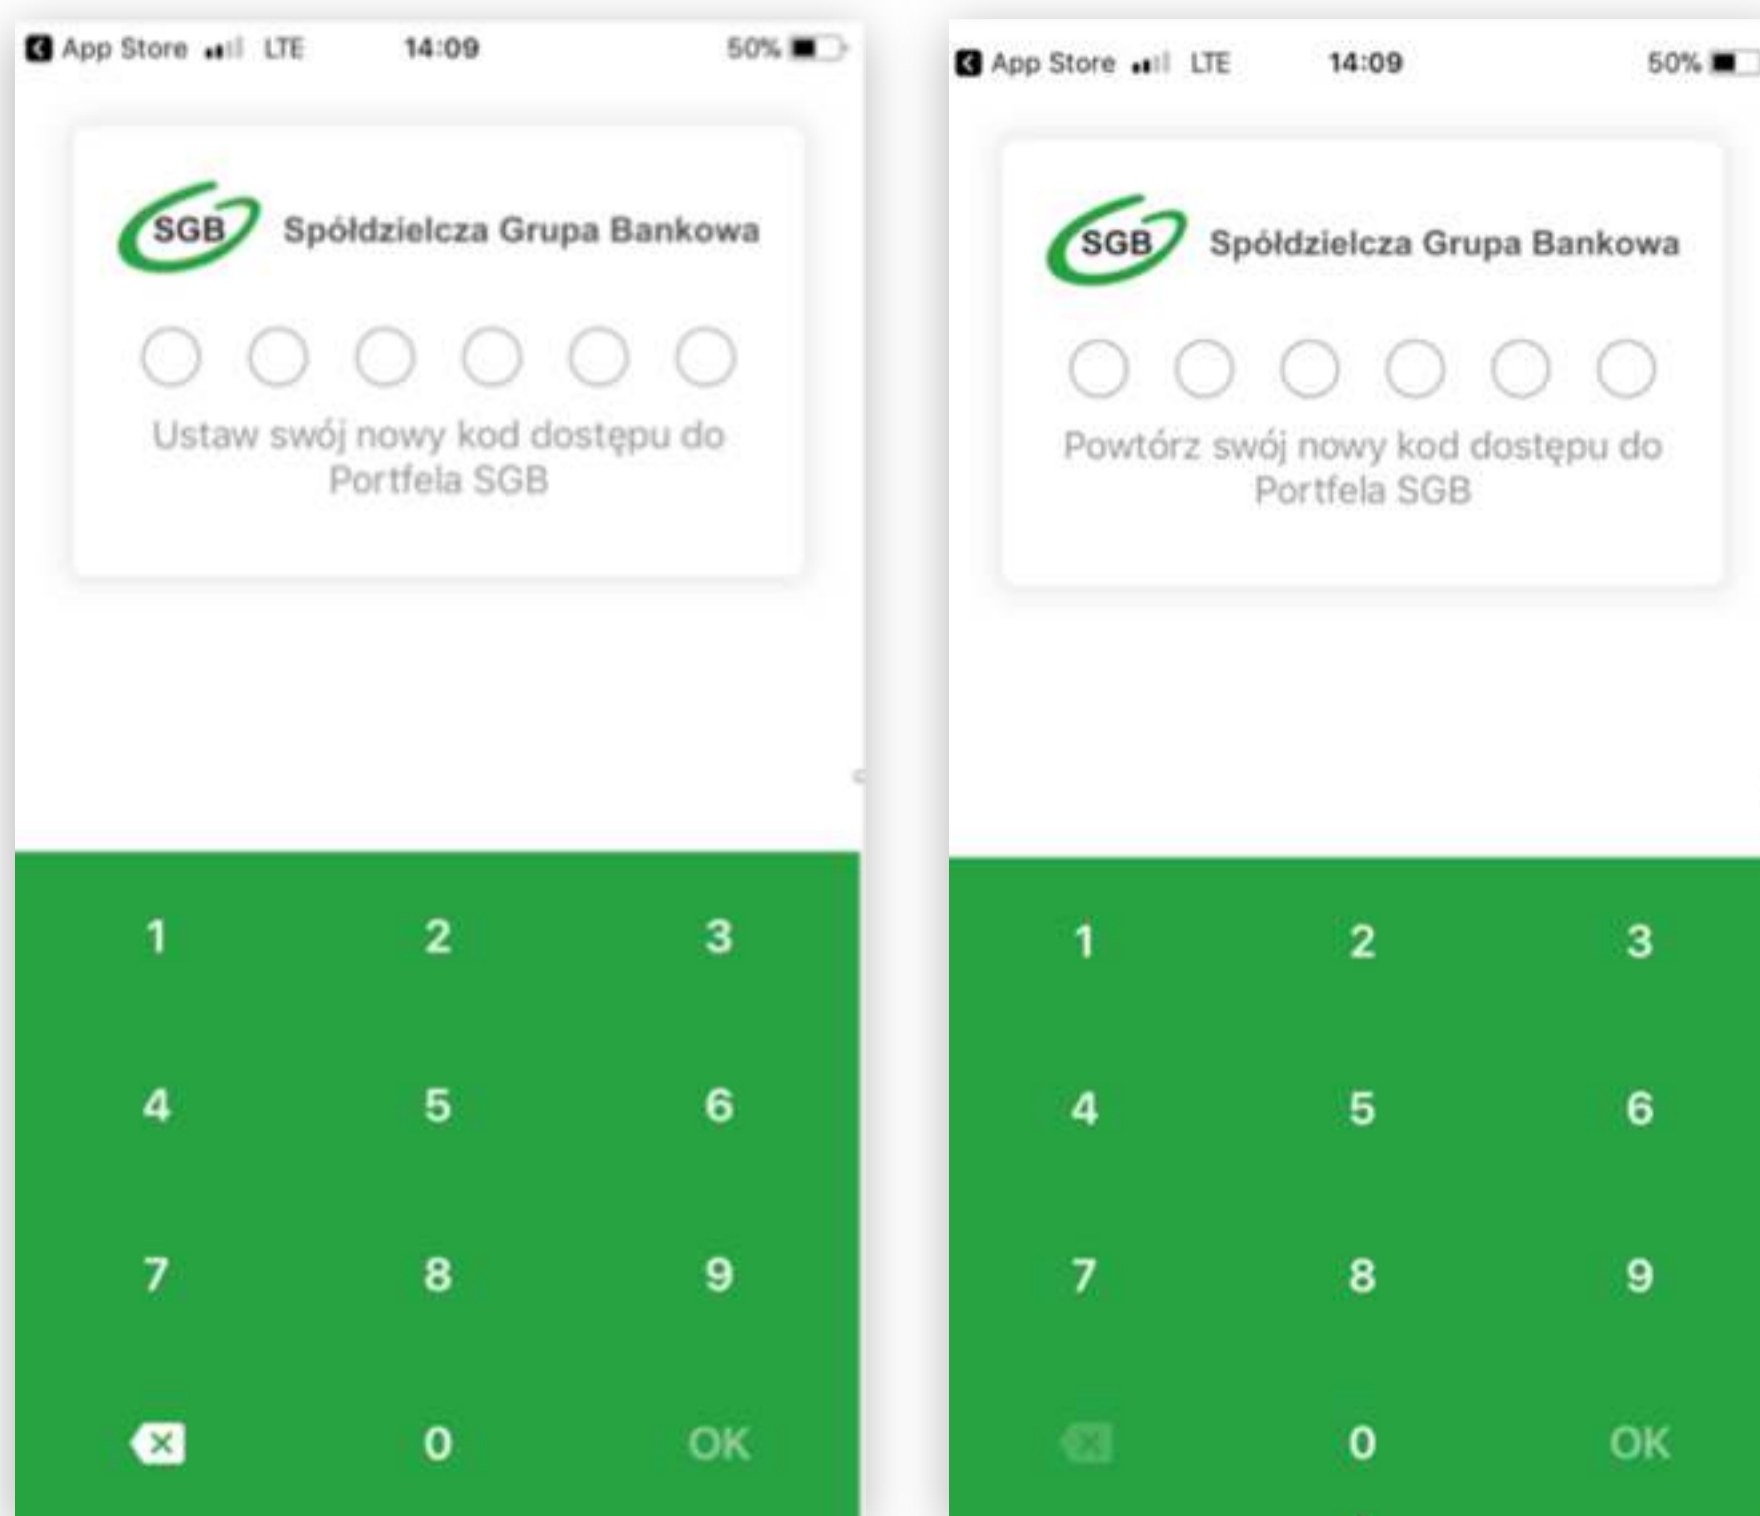 App Store LTE 14:09 50%
SGB Spółdzielcza Grupa Bankowa
Ustaw swój nowy kod dostępu do
Portfela SGB
1 2 3
4 5 6
7 8 9
0 OK
App Store LTE 14:09 50%
SGB Spółdzielcza Grupa Bankowa
Powtórz swój nowy kod dostępu do
Portfela SGB
1 2 3
4 5 6
7 8 9
0 OK